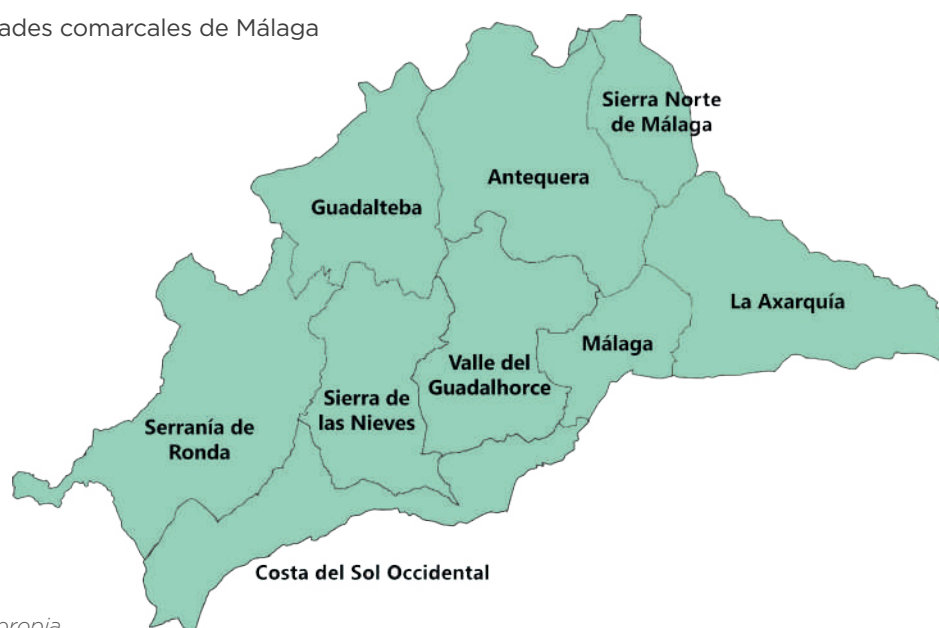 ades comarcales de Málaga
Sierra Norte
de Málaga
Antequera
Guadalteba
La Axarquía
Málaga
Valle del
Guadalhorce
Sierra de
las Nieves
Serranía de
Ronda
Costa del Sol Occidental
propia